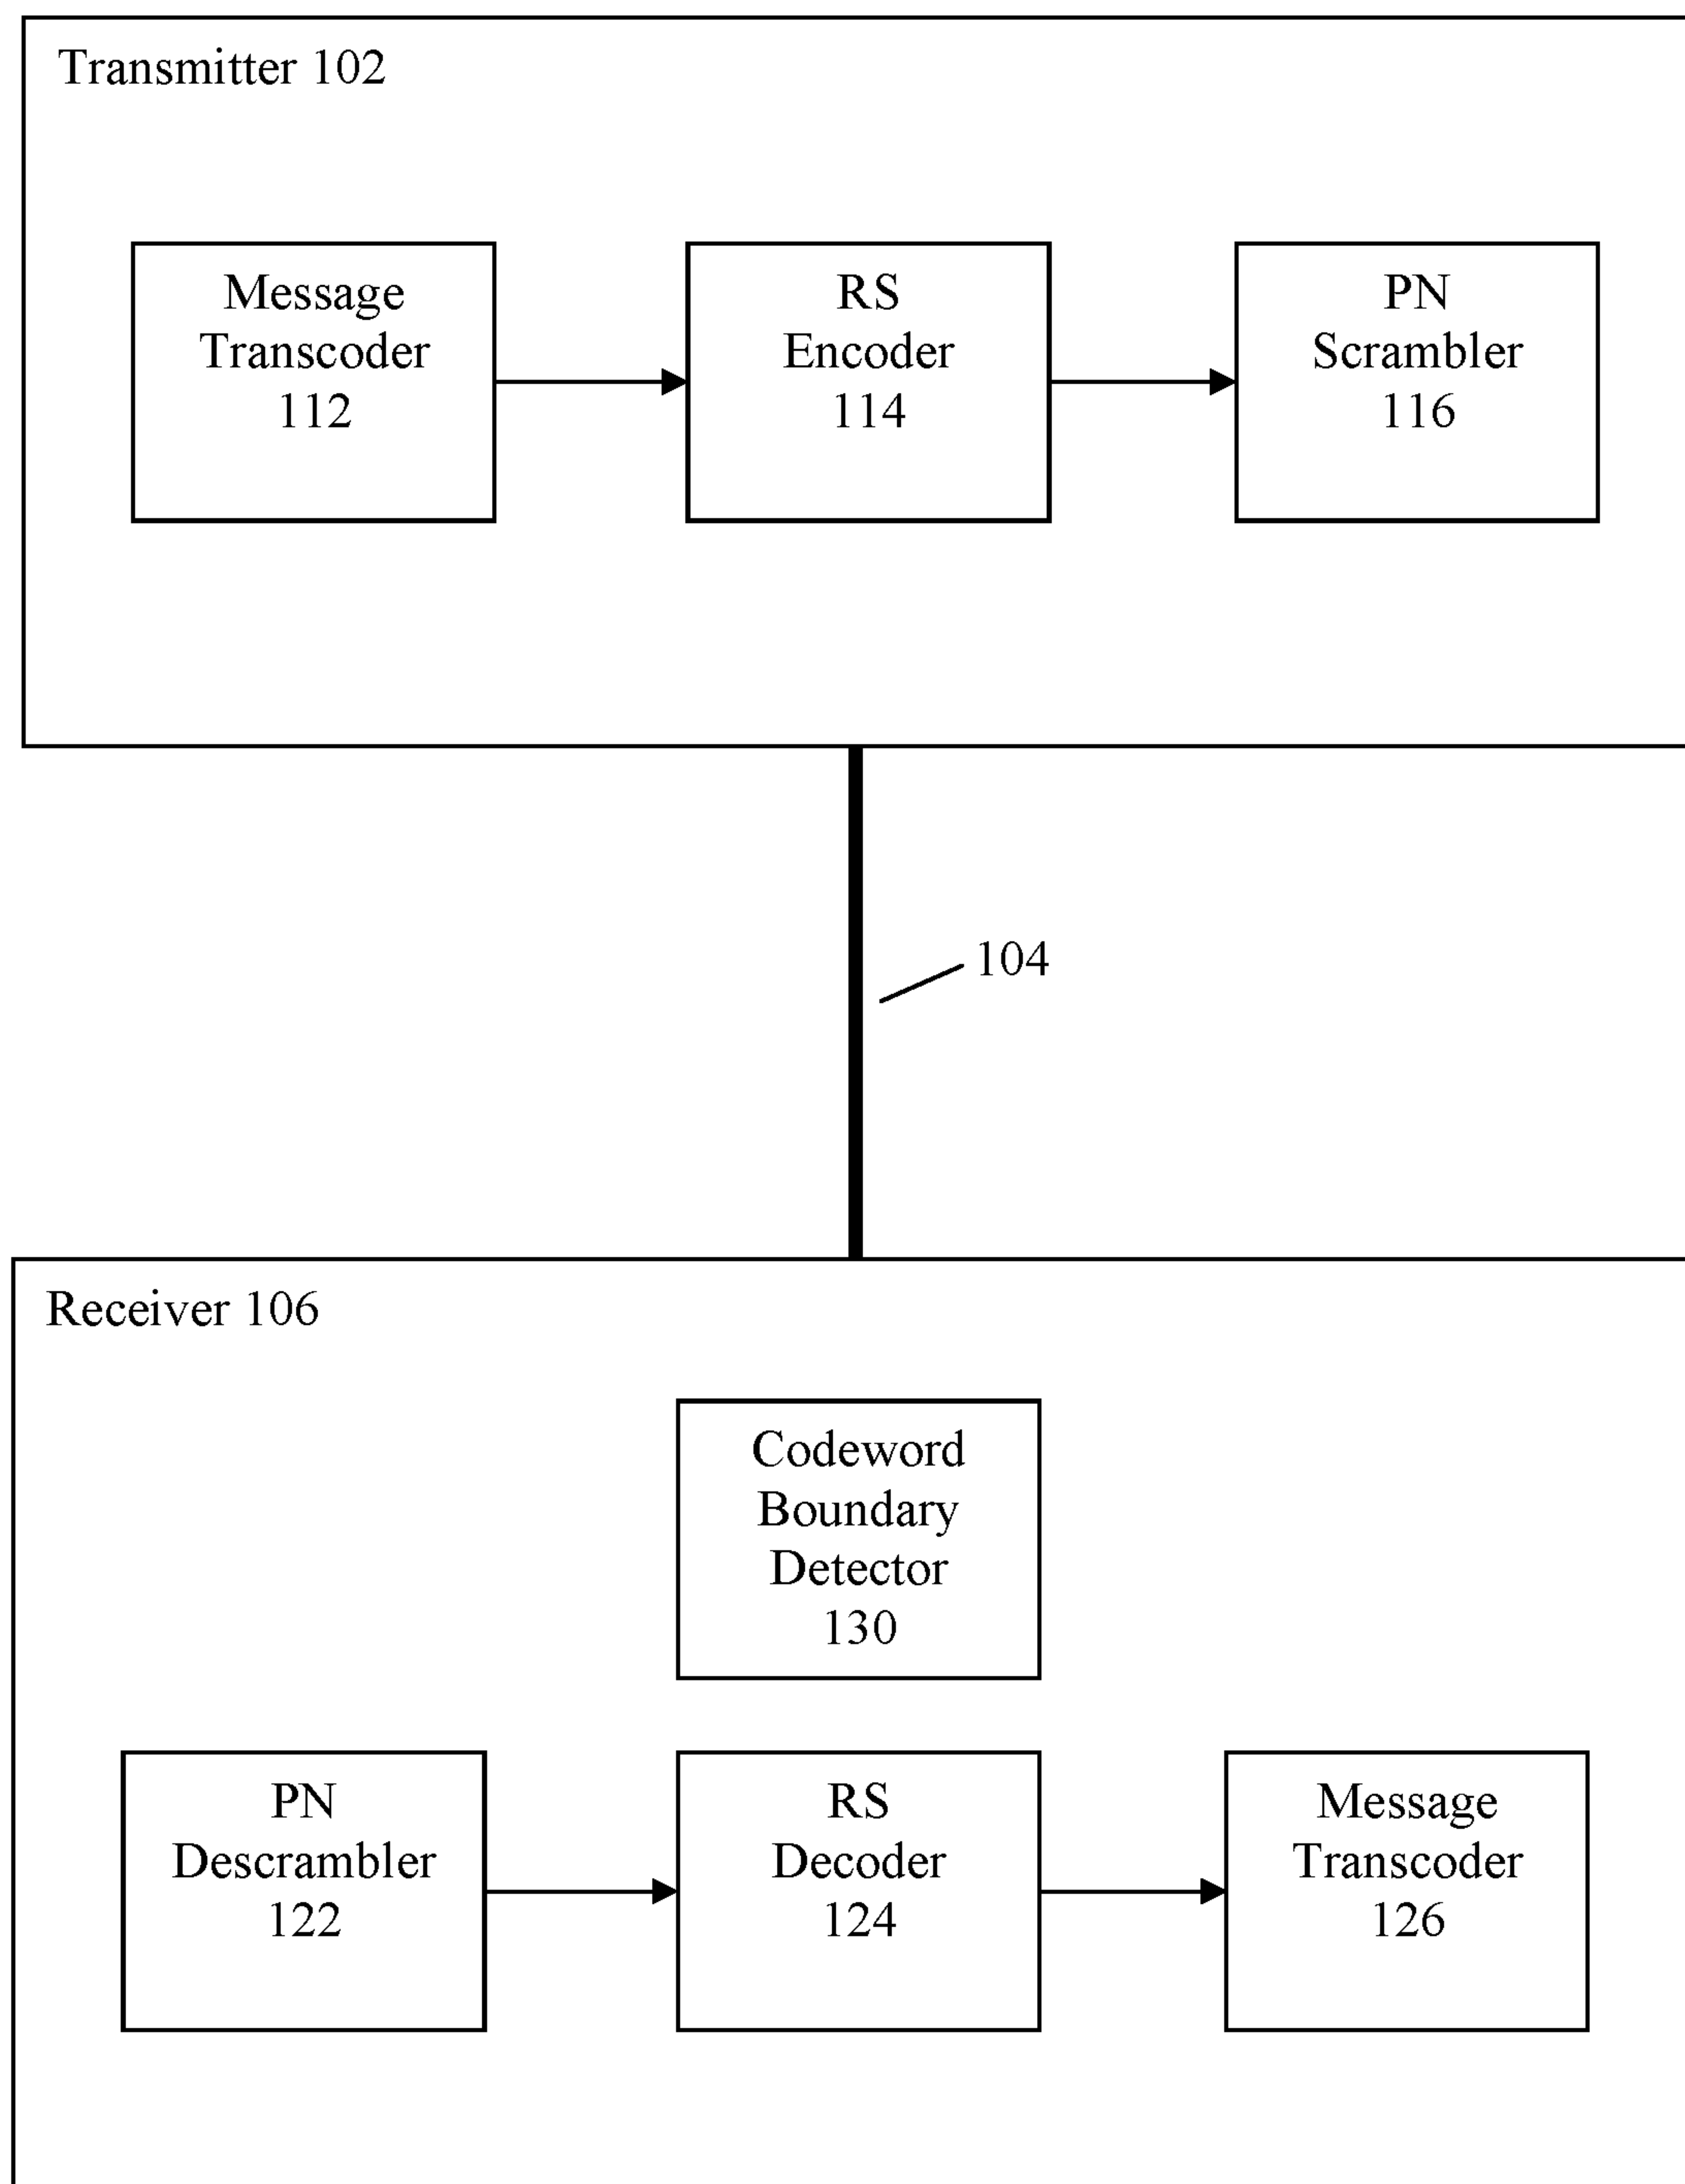 Transmitter 102
Message
Transcoder
112
RS
Encoder
114
PN
Scrambler
116
104
Receiver 106
Codeword
Boundary
Detector
130
PN
Descrambler
122
RS
Decoder
124
Message
Transcoder
126